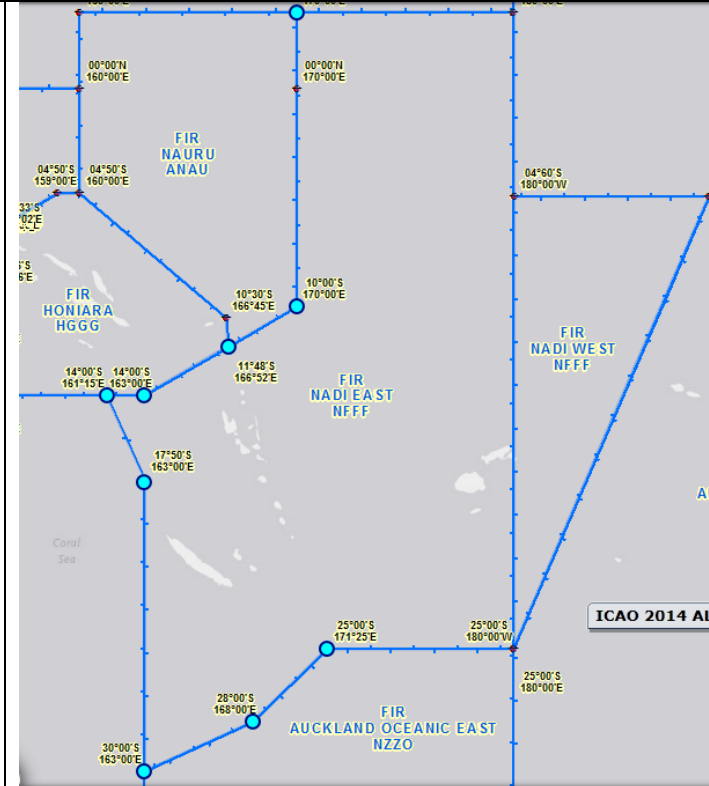 00°00'N
160°00'E
00°00'N
170°00'E
FIR
NAURU
ANAU
04°50'S
159°00'E
04°50'S
160°00'E
04°60'S
180°00'W
FIR
HONIARA
HGGG
10°30'S
166°45'E
10°00'S
170°00'E
FIR
NADI WEST
NFFF
14°00'S
161°15'E
14°00'S
163°00'E
11°48'S
166°52'E
FIR
NADI EAST
NFFF
17°50'S
163°00'E
Coral
Sea
ICAO 2014 AL
25°00'S
171°25'E
25°00'S
180°00'W
25°00'S
180°00'E
28°00'S
168°00'E
FIR
AUCKLAND OCEANIC EAST
NZZO
30°00'S
163°00'E